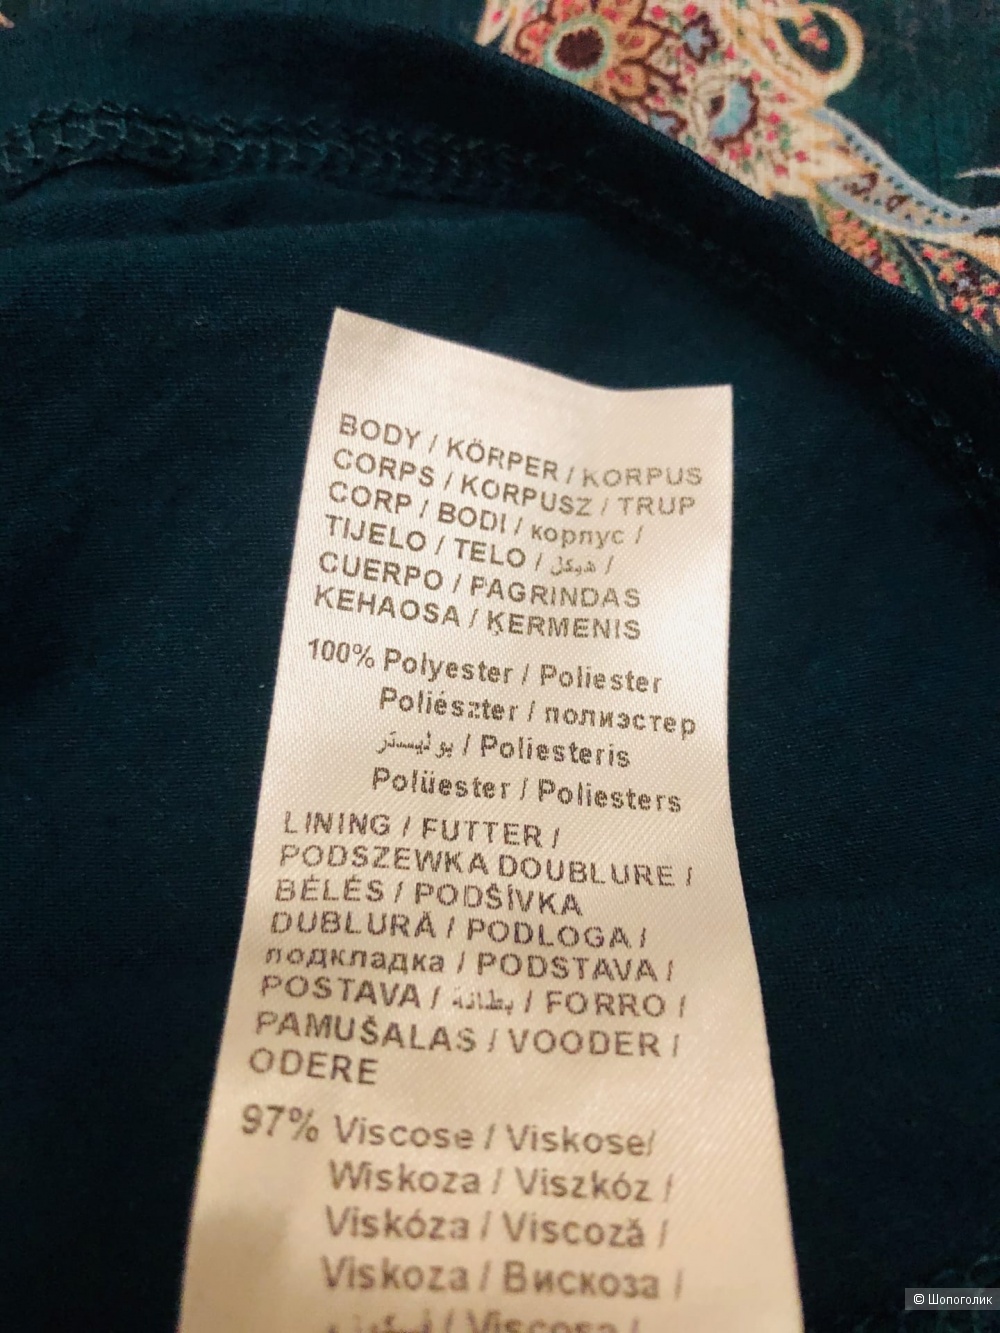 BODY / KÖRPER / KORPUS
CORPS / KORPUSZ / TRUP
CORP / BODI / корпус /
TIJELO / TELO / هيكل /
CUERPO / PAGRINDAS
KEHAOSA / ĶERMENIS
100% Polyester / Poliester
Poliészter / полиэстер
بوليستر / Poliesteris
Polüester / Poliesters
LINING / FUTTER /
PODSZEWKA DOUBLURE /
BÉLÉS / PODŠÍVKA
DUBLURĂ / PODLOGA /
подкладка / PODSTAVA /
POSTAVA / بطانة / FORRO /
PAMUŠALAS / VOODER /
ODERE
97% Viscose / Viskose/
Wiskoza / Viszkóz /
Viskóza / Viscoză /
Viskoza / Вискоза /
/ Viscosa /
© Шопоголик